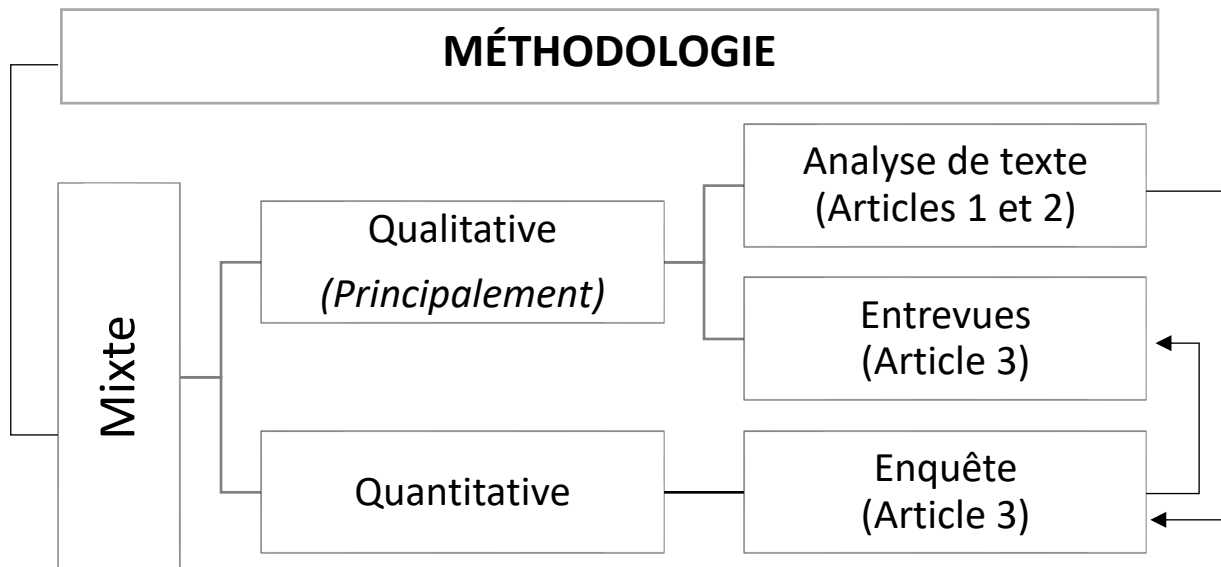 MÉTHODOLOGIE
Mixte
Qualitative
(Principalement)
Quantitative
Analyse de texte
(Articles 1 et 2)
Entrevues
(Article 3)
Enquête
(Article 3)